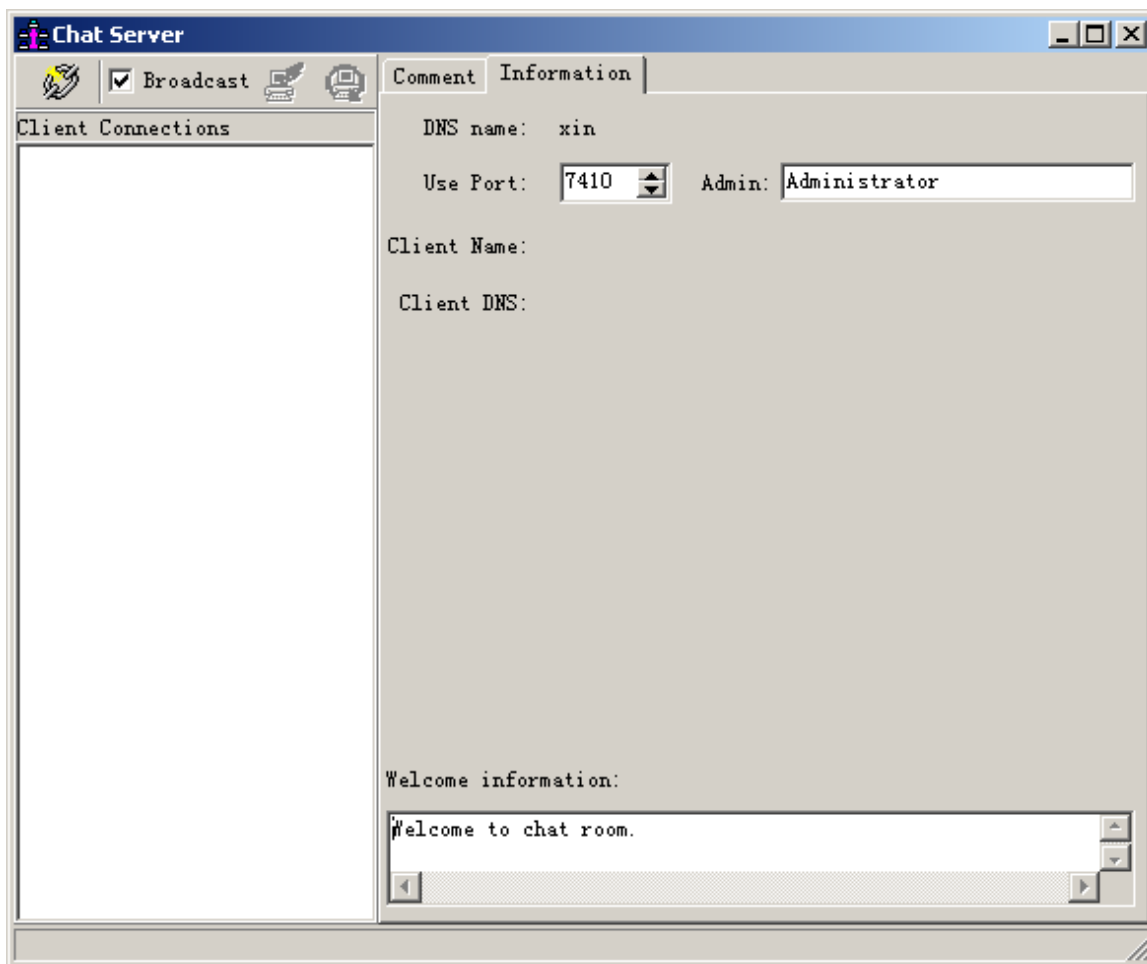 Chat Server
Broadcast
Comment
Information
Client Connections
DNS name: xin
Use Port: 7410 Admin: Administrator
Client Name:
Client DNS:
Welcome information:
Welcome to chat room.